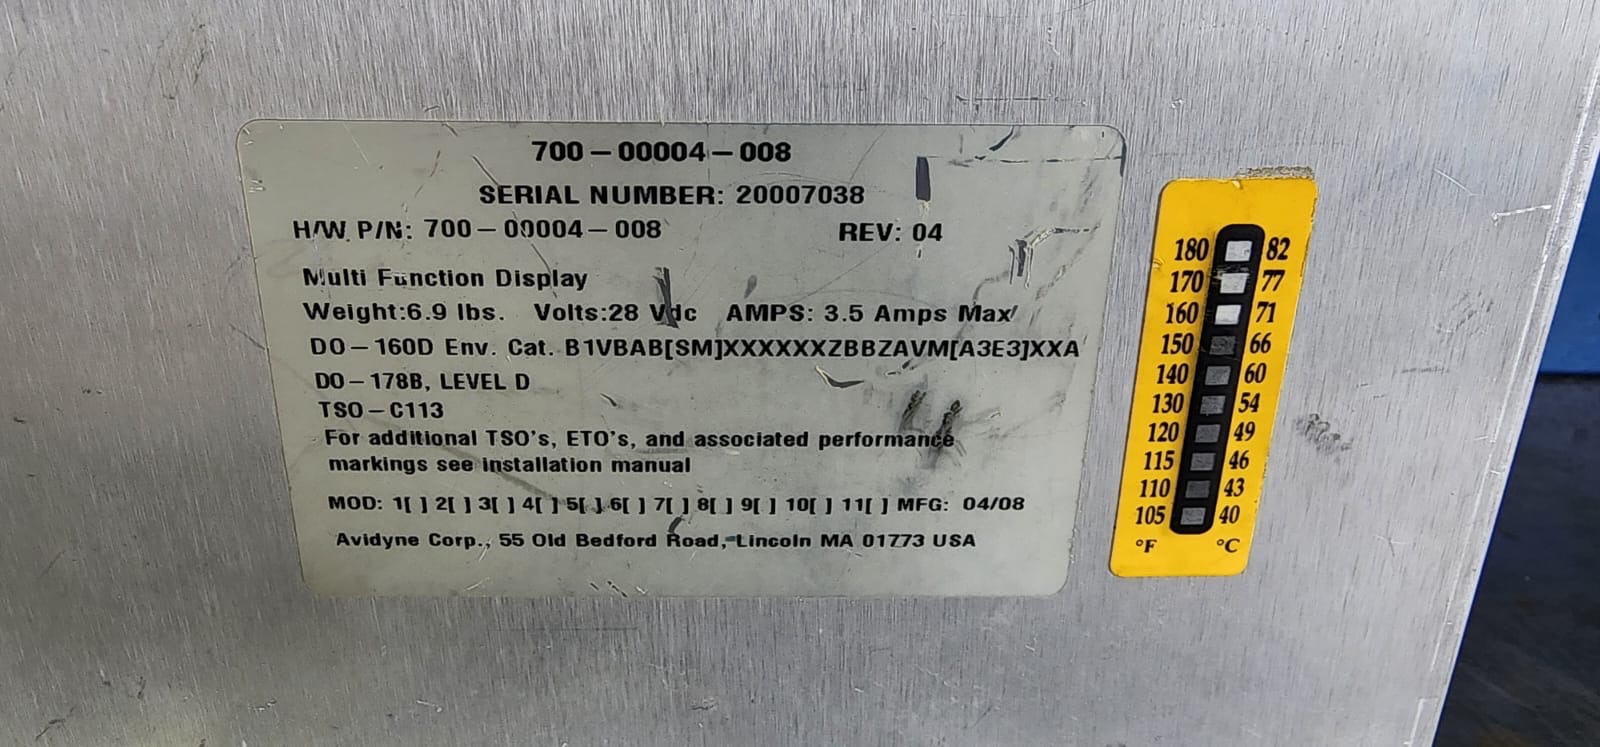 700-00004-008
SERIAL NUMBER: 20007038
H/W P/N: 700-00004-008 REV: 04
Multi Function Display
Weight:6.9 lbs. Volts:28 Vdc AMPS: 3.5 Amps Max
DO-160D Env. Cat. B1VBAB[SM]XXXXXXZBBZAVM[A3E3]XXA
DO-178B, LEVEL D
TSO-C113
For additional TSO's, ETO's, and associated performance
markings see installation manual
MOD: 1[ ] 2[ ] 3[ ] 4[ ] 5[ ] 6[ ] 7[ ] 8[ ] 9[ ] 10[ ] 11[ ] MFG: 04/08
Avidyne Corp., 55 Old Bedford Road, Lincoln MA 01773 USA
180 82
170 77
160 71
150 66
140 60
130 54
120 49
115 46
110 43
105 40
°F °C